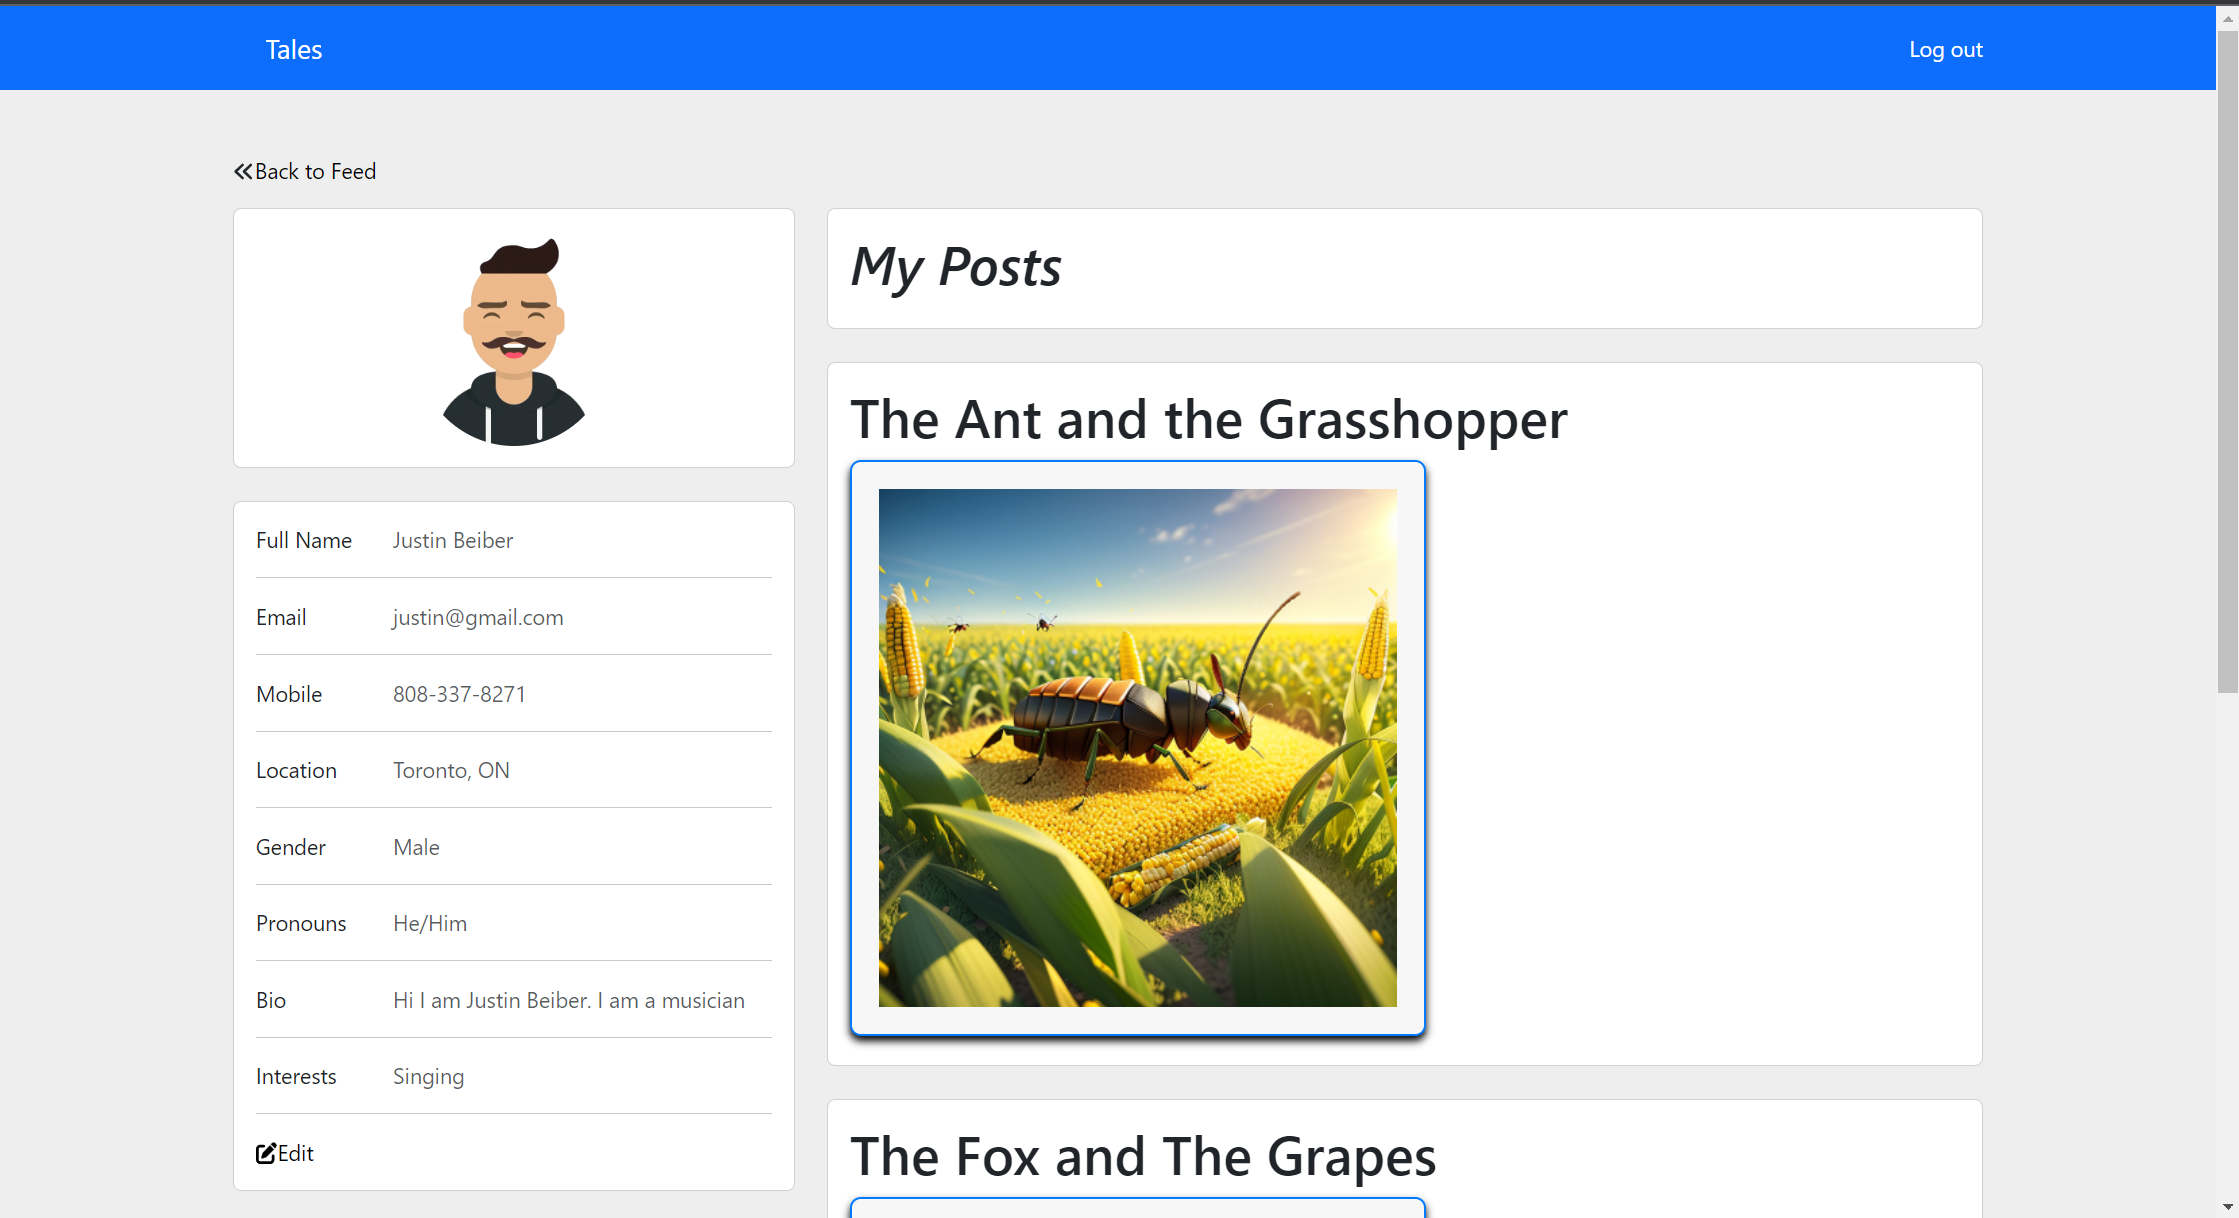 Tales
Log out
Back to Feed
My Posts
The Ant and the Grasshopper
Full Name Justin Beiber
Email justin@gmail.com
Mobile 808-337-8271
Location Toronto, ON
Gender Male
Pronouns He/Him
Bio Hi I am Justin Beiber. I am a musician
Interests Singing
Edit
The Fox and The Grapes